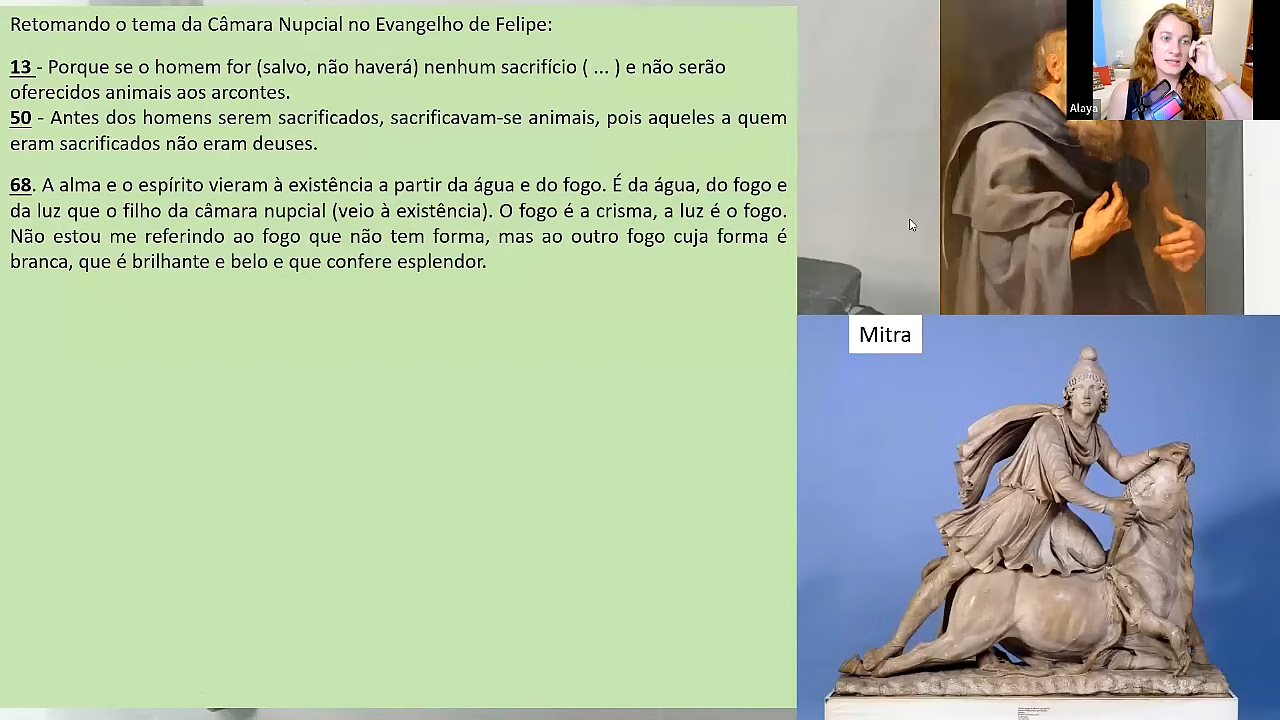 Retomando o tema da Câmara Nupcial no Evangelho de Felipe:
13 - Porque se o homem for (salvo, não haverá) nenhum sacrifício ( ... ) e não serão
oferecidos animais aos arcontes.
50 - Antes dos homens serem sacrificados, sacrificavam-se animais, pois aqueles a quem
eram sacrificados não eram deuses.
68. A alma e o espírito vieram à existência a partir da água e do fogo. É da água, do fogo e
da luz que o filho da câmara nupcial (veio à existência). O fogo é a crisma, a luz é o fogo.
Não estou me referindo ao fogo que não tem forma, mas ao outro fogo cuja forma é
branca, que é brilhante e belo e que confere esplendor.
Alaya
Mitra